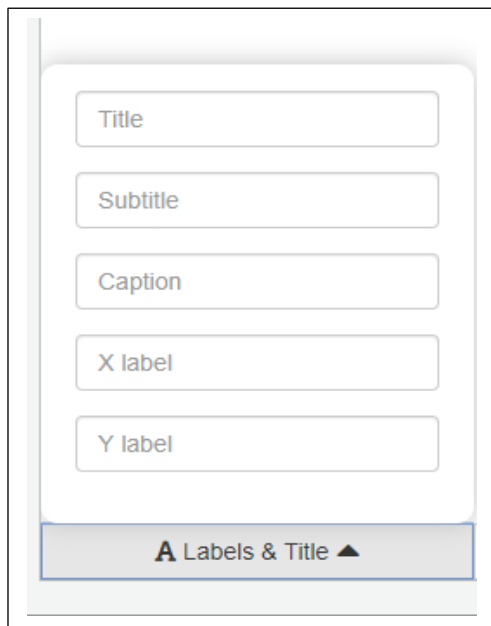 Title
Subtitle
Caption
X label
Y label
A Labels & Title